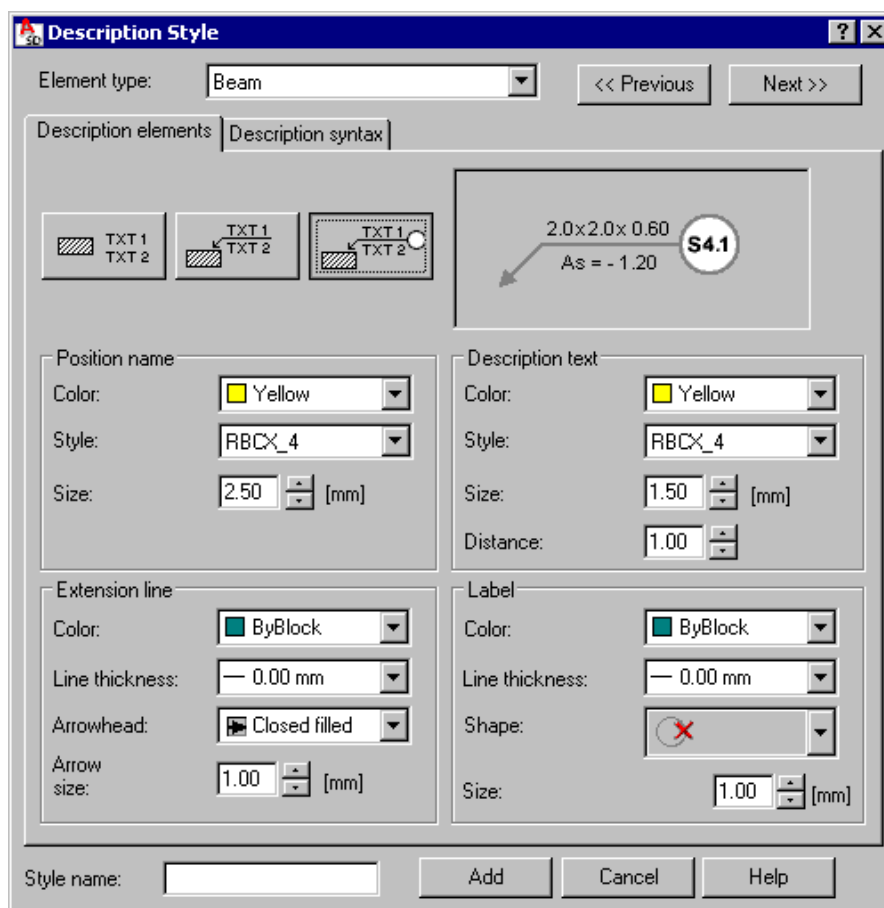 Description Style
Element type: Beam << Previous Next >>
Description elements Description syntax
TXT 1
TXT 2
TXT 1
TXT 2
TXT 1
TXT 2
2.0x2.0x 0.60
As = - 1.20
S4.1
Position name
Color: Yellow
Style: RBCX_4
Size: 2.50 [mm]
Description text
Color: Yellow
Style: RBCX_4
Size: 1.50 [mm]
Distance: 1.00
Extension line
Color: ByBlock
Line thickness: 0.00 mm
Arrowhead: Closed filled
Arrow
size: 1.00 [mm]
Label
Color: ByBlock
Line thickness: 0.00 mm
Shape:
Size: 1.00 [mm]
Style name: Add Cancel Help